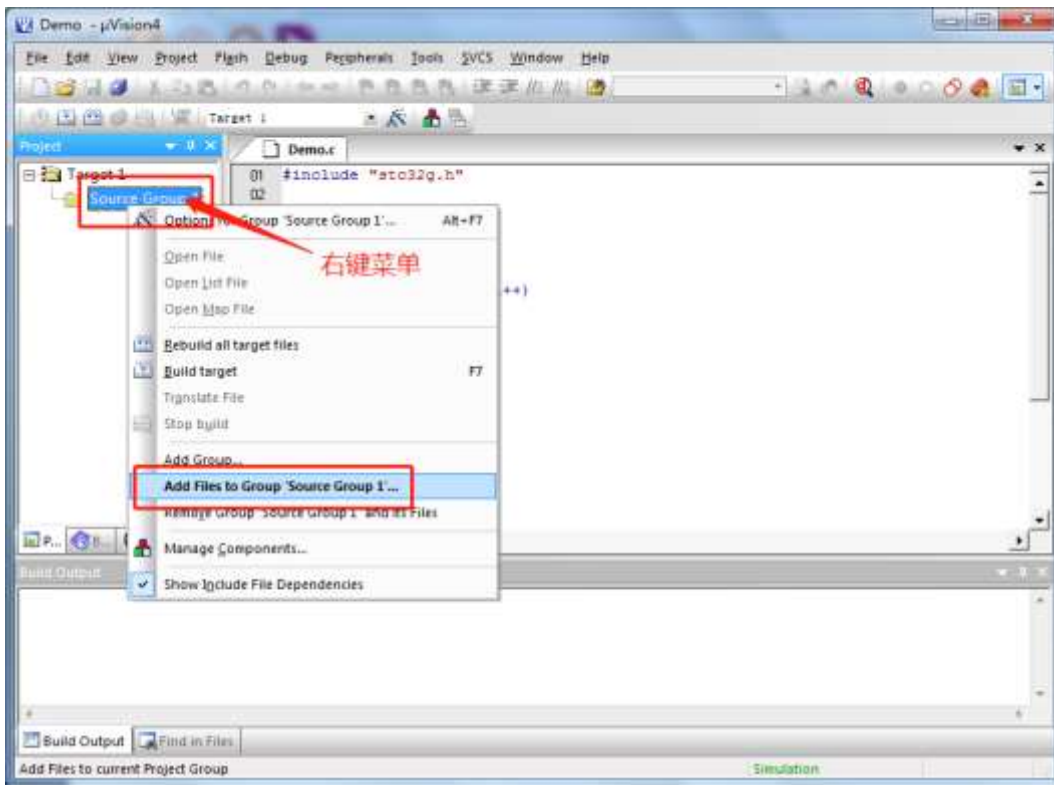 Demo - µVision4
File Edit View Project Flash Debug Peripherals Tools SVCS Window Help
Target 1
Project
Demo.c
Target 1
01 #include "stc32g.h"
02
Source Group
Options for Group 'Source Group 1'... Alt+F7
右键菜单
Open File
Open List File
++)
Open Map File
Rebuild all target files
Build target F7
Translate File
Stop build
Add Group...
Add Files to Group 'Source Group 1'...
Remove Group 'Source Group 1' and its Files
P... B...
Manage Components...
Build Output
Show Include File Dependencies
Build Output Find in Files
Add Files to current Project Group Simulation